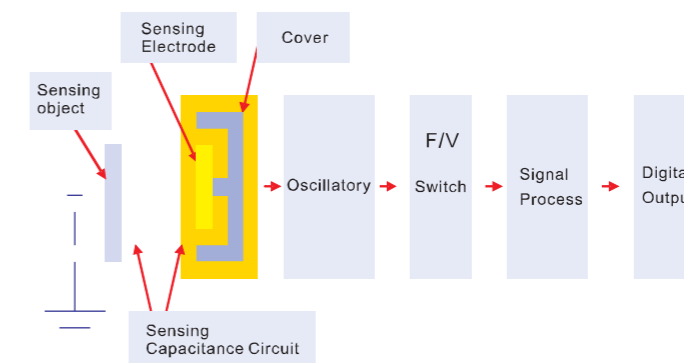 Sensing
Electrode
Cover
Sensing
object
Oscillatory
F/V
Switch
Signal
Process
Sensing
Capacitance Circuit